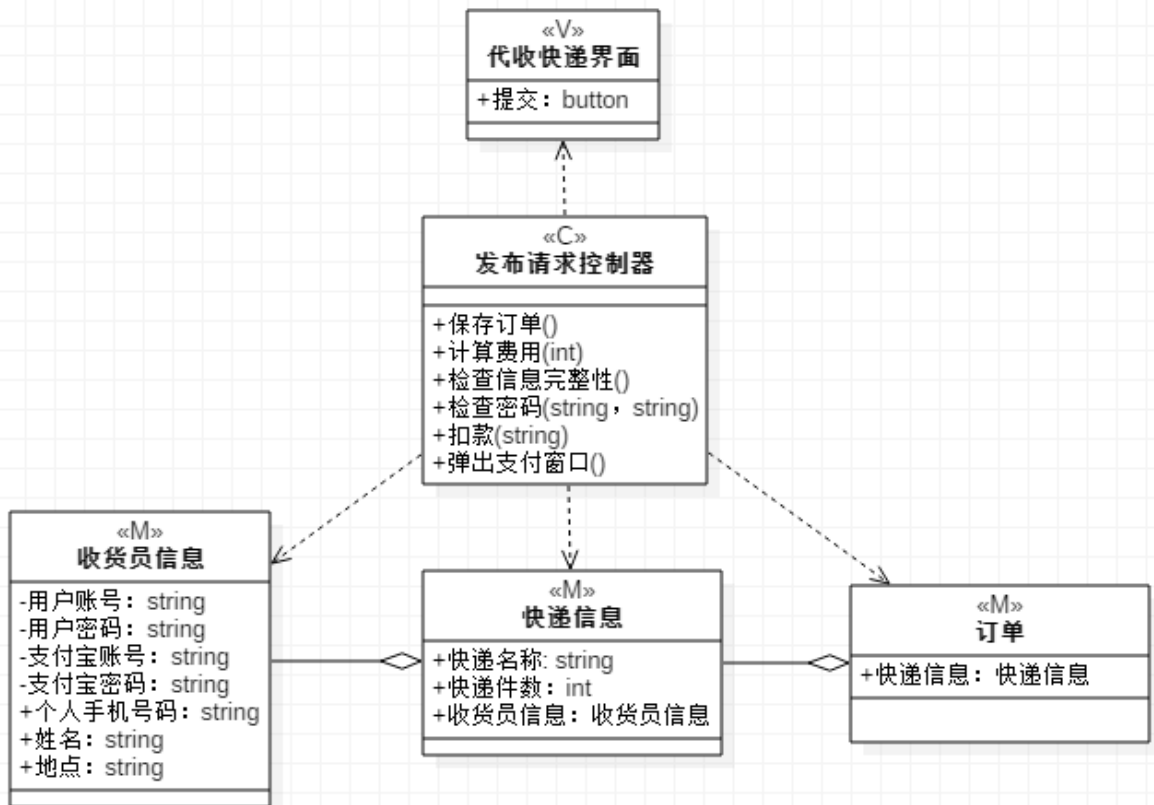 «V»
代收快递界面
+提交：button
«C»
发布请求控制器
+保存订单()
+计算费用(int)
+检查信息完整性()
+检查密码(string，string)
+扣款(string)
+弹出支付窗口()
«M»
收货员信息
-用户账号：string
-用户密码：string
-支付宝账号：string
-支付宝密码：string
+个人手机号码：string
+姓名：string
+地点：string
«M»
快递信息
+快递名称: string
+快递件数：int
+收货员信息：收货员信息
«M»
订单
+快递信息：快递信息